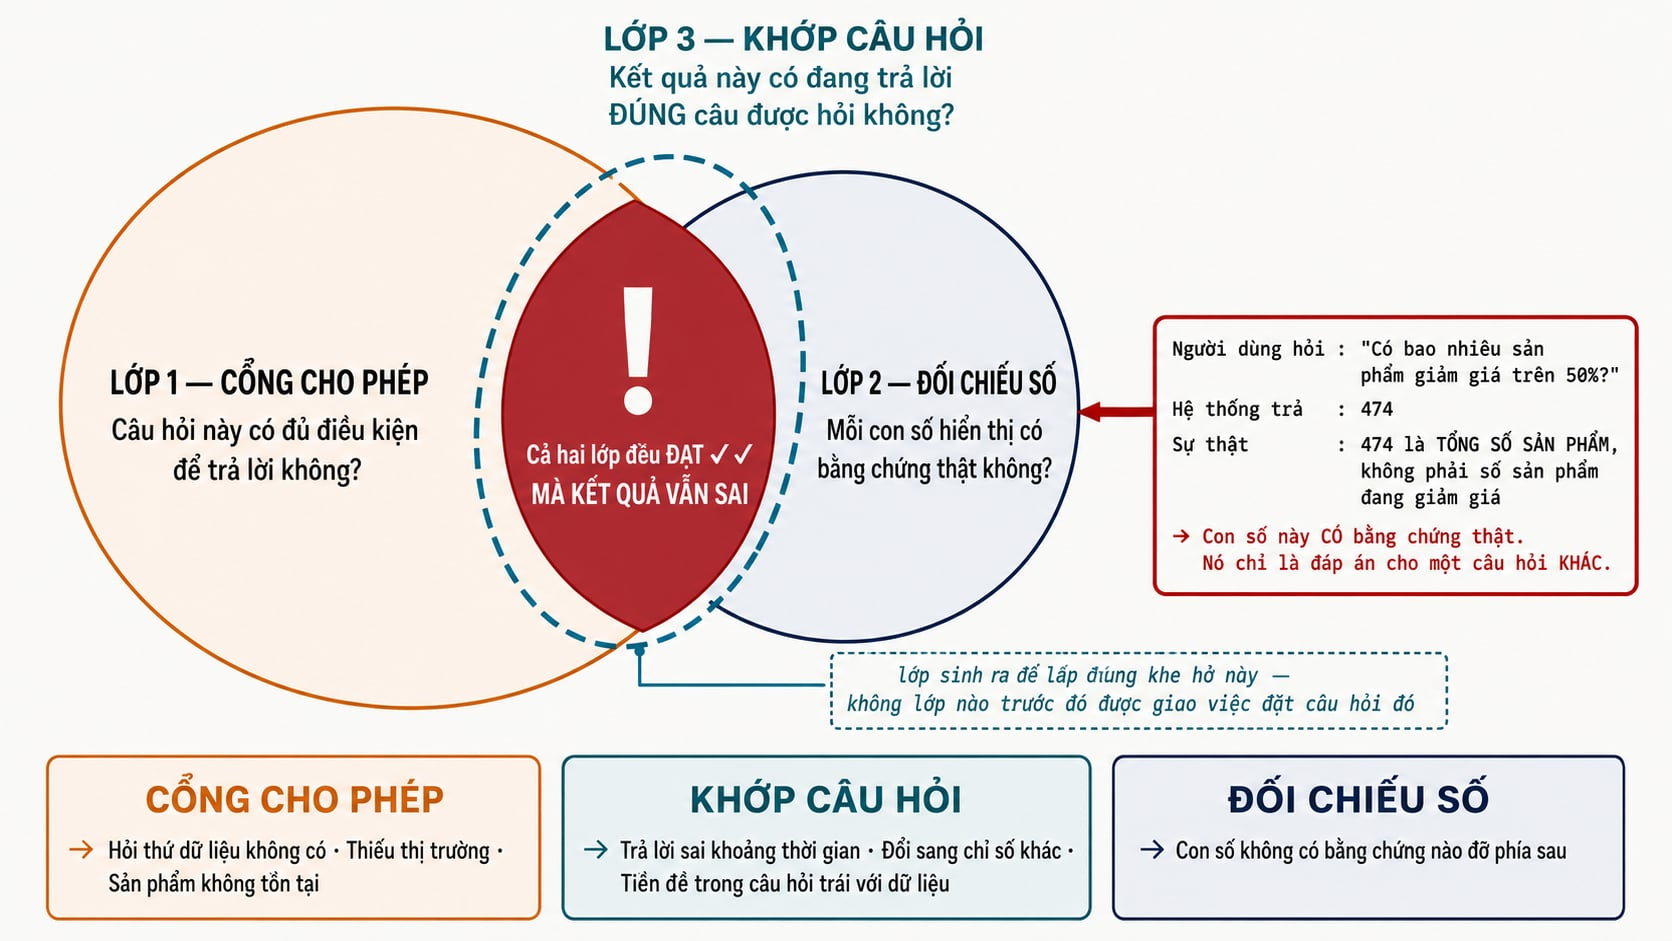 LỚP 3 — KHỚP CÂU HỎI
Kết quả này có đang trả lời
ĐÚNG câu được hỏi không?
LỚP 1 — CỔNG CHO PHÉP
Câu hỏi này có đủ điều kiện
để trả lời không?
!
Cả hai lớp đều ĐẠT ✓✓
MÀ KẾT QUẢ VẪN SAI
LỚP 2 — ĐỐI CHIẾU SỐ
Mỗi con số hiển thị có
bằng chứng thật không?
Người dùng hỏi : "Có bao nhiêu sản
phẩm giảm giá trên 50%?"
Hệ thống trả : 474
Sự thật : 474 là TỔNG SỐ SẢN PHẨM,
không phải số sản phẩm
đang giảm giá
→ Con số này CÓ bằng chứng thật.
Nó chỉ là đáp án cho một câu hỏi KHÁC.
lớp sinh ra để lấp đúng khe hở này —
không lớp nào trước đó được giao việc đặt câu hỏi đó
CỔNG CHO PHÉP
→ Hỏi thứ dữ liệu không có · Thiếu thị trường ·
Sản phẩm không tồn tại
KHỚP CÂU HỎI
→ Trả lời sai khoảng thời gian · Đổi sang chỉ số khác ·
Tiền đề trong câu hỏi trái với dữ liệu
ĐỐI CHIẾU SỐ
→ Con số không có bằng chứng nào đỡ phía sau